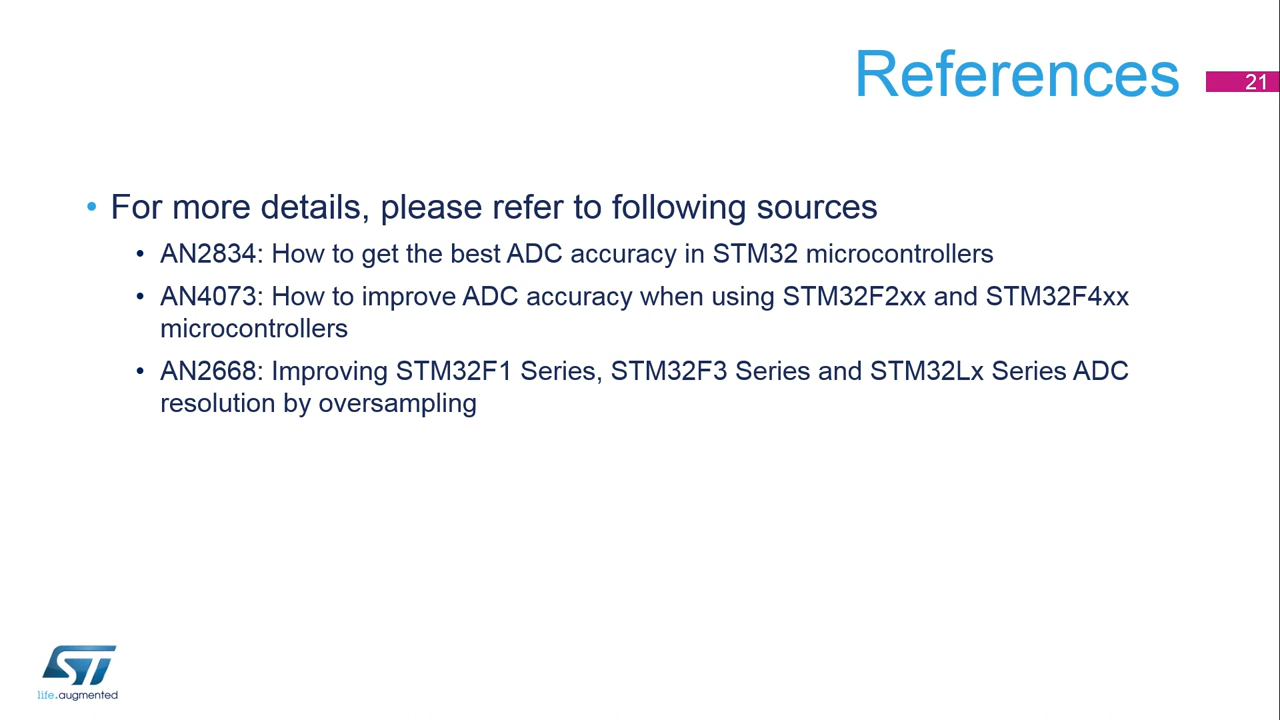 References
21
• For more details, please refer to following sources
• AN2834: How to get the best ADC accuracy in STM32 microcontrollers
• AN4073: How to improve ADC accuracy when using STM32F2xx and STM32F4xx
microcontrollers
• AN2668: Improving STM32F1 Series, STM32F3 Series and STM32Lx Series ADC
resolution by oversampling
ST
life.augmented